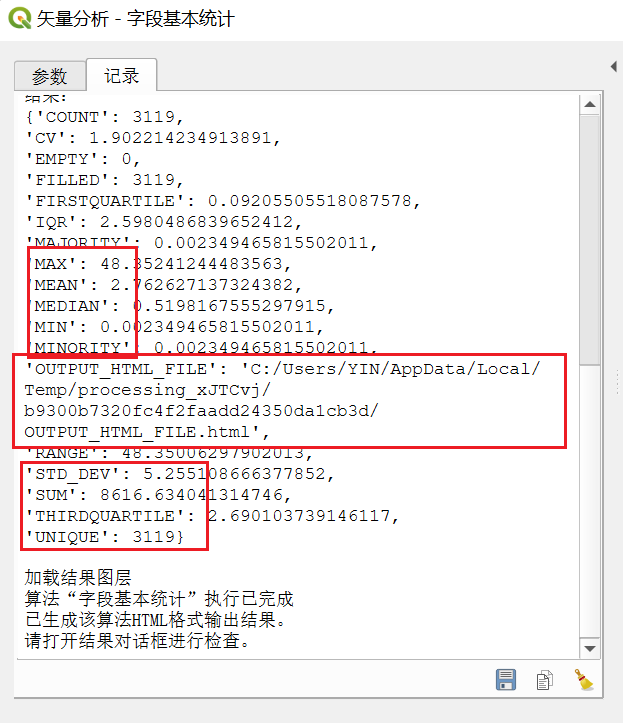 矢量分析 - 字段基本统计
参数
记录
结果:
{'COUNT': 3119,
'CV': 1.902214234913891,
'EMPTY': 0,
'FILLED': 3119,
'FIRSTQUARTILE': 0.09205505518087578,
'IQR': 2.5980486839652412,
'MAJORITY': 0.002349465815502011,
'MAX': 48.35241244483563,
'MEAN': 2.762627137324382,
'MEDIAN': 0.5198167555297915,
'MIN': 0.002349465815502011,
'MINORITY': 0.002349465815502011,
'OUTPUT_HTML_FILE': 'C:/Users/YIN/AppData/Local/
Temp/processing_xJTCvj/
b9300b7320fc4f2faadd24350da1cb3d/
OUTPUT_HTML_FILE.html',
'RANGE': 48.35006297902013,
'STD_DEV': 5.255108666377852,
'SUM': 8616.634041314746,
'THIRDQUARTILE': 2.690103739146117,
'UNIQUE': 3119}
加载结果图层
算法“字段基本统计”执行已完成
已生成该算法HTML格式输出结果。
请打开结果对话框进行检查。